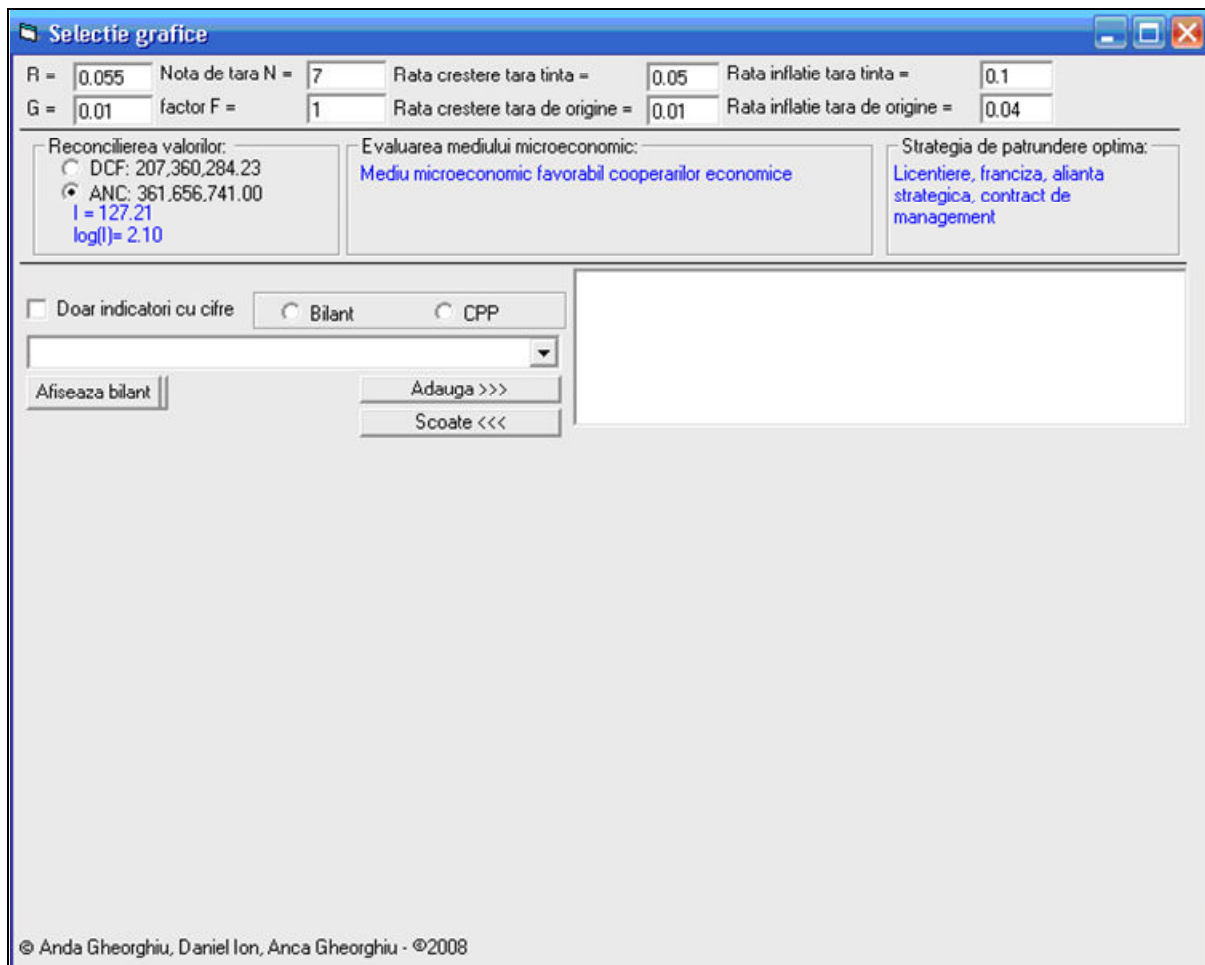 Selectie grafice
R = 0.055 Nota de tara N = 7 Rata crestere tara tinta = 0.05 Rata inflatie tara tinta = 0.1
G = 0.01 factor F = 1 Rata crestere tara de origine = 0.01 Rata inflatie tara de origine = 0.04
Reconcilierea valorilor:
DCF: 207,360,284.23
ANC: 361,656,741.00
I = 127.21
log(I)= 2.10
Evaluarea mediului microeconomic:
Mediu microeconomic favorabil cooperarilor economice
Strategia de patrundere optima:
Licentiere, franciza, alianta
strategica, contract de
management
Doar indicatori cu cifre Bilant CPP
Afiseaza bilant Adauga >>>
Scoate <<<
© Anda Gheorghiu, Daniel Ion, Anca Gheorghiu - ©2008